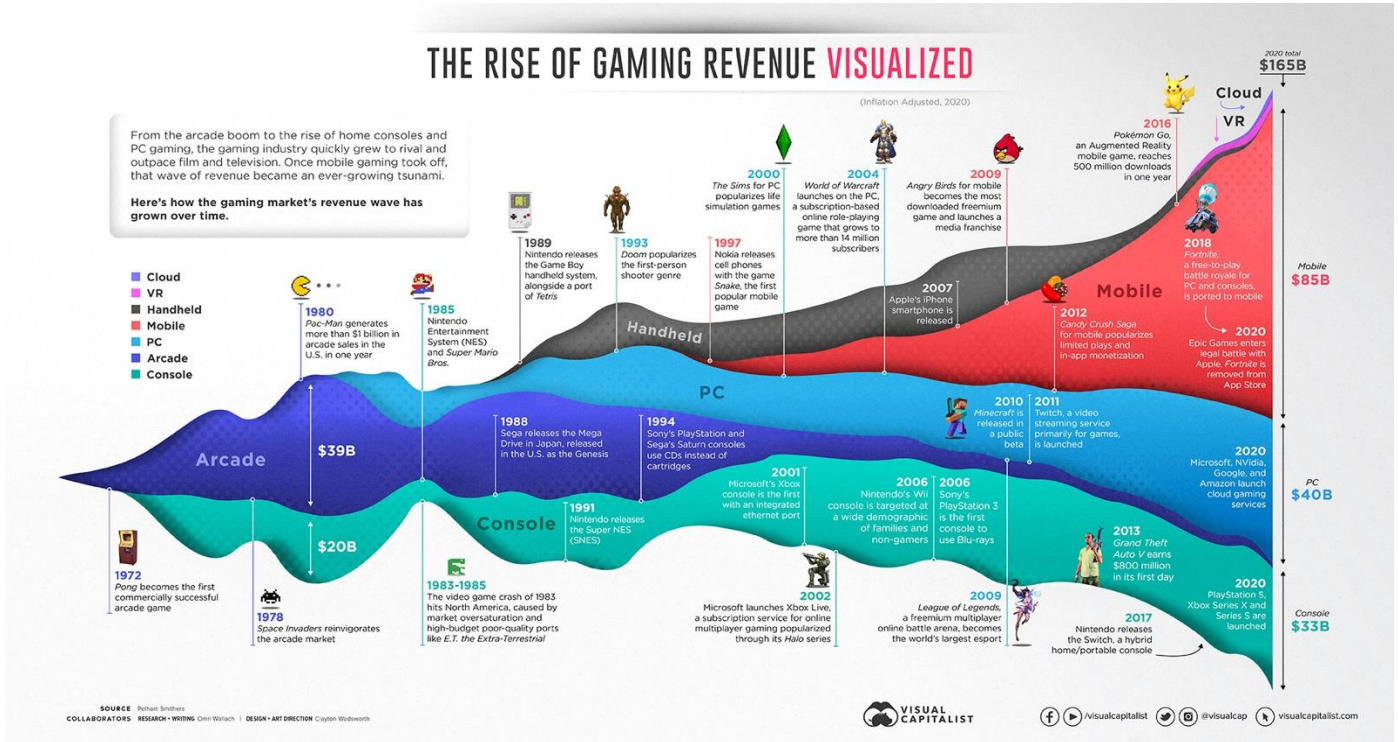 THE RISE OF GAMING REVENUE VISUALIZED
(Inflation Adjusted, 2020)
From the arcade boom to the rise of home consoles and
PC gaming, the gaming industry quickly grew to rival and
outpace film and television. Once mobile gaming took off,
that wave of revenue became an ever-growing tsunami.
Here's how the gaming market's revenue wave has
grown over time.
Cloud
VR
Handheld
Mobile
PC
Arcade
Console
1980
Pac-Man generates
more than $1 billion in
arcade sales in the
U.S. in one year
1985
Nintendo
Entertainment
System (NES)
and Super Mario
Bros.
1989
Nintendo releases
the Game Boy
handheld system,
alongside a port
of Tetris
1993
Doom popularizes
the first-person
shooter genre
1997
Nokia releases
cell phones
with the game
Snake, the first
popular mobile
game
2000
The Sims for PC
popularizes life
simulation games
2004
World of Warcraft
launches on the PC,
a subscription-based
online role-playing
game that grows to
more than 14 million
subscribers
2009
Angry Birds for mobile
becomes the most
downloaded freemium
game and launches a
media franchise
2007
Apple's iPhone
smartphone is
released
2012
Candy Crush Saga
for mobile popularizes
limited plays and
in-app monetization
2016
Pokémon Go,
an Augmented Reality
mobile game, reaches
500 million downloads
in one year
2018
Fortnite,
a free-to-play
battle royale for
PC and consoles,
is ported to mobile
2020
Epic Games enters
legal battle with
Apple, Fortnite is
removed from
App Store
2020 total
$165B
Cloud
VR
Mobile
$85B
PC
$40B
Console
$33B
Handheld
Mobile
PC
Arcade
$39B
Console
$20B
1988
Sega releases the Mega
Drive in Japan, released
in the U.S. as the Genesis
1994
Sony's PlayStation and
Sega's Saturn consoles
use CDs instead of
cartridges
1991
Nintendo releases
the Super NES
(SNES)
2001
Microsoft's Xbox
console is the first
with an integrated
ethernet port
2006
Nintendo's Wii
console is targeted at
a wide demographic
of families and
non-gamers
2006
Sony's
PlayStation 3
is the first
console to
use Blu-rays
2010
Minecraft is
released in
a public
beta
2011
Twitch, a video
streaming service
primarily for games,
is launched
2020
Microsoft, NVidia,
Google, and
Amazon launch
cloud gaming
services
2013
Grand Theft
Auto V earns
$800 million
in its first day
2020
PlayStation 5,
Xbox Series X and
Series S are
launched
1972
Pong becomes the first
commercially successful
arcade game
1978
Space Invaders reinvigorates
the arcade market
1983-1985
The video game crash of 1983
hits North America, caused by
market oversaturation and
high-budget poor-quality ports
like E.T. the Extra-Terrestrial
2002
Microsoft launches Xbox Live,
a subscription service for online
multiplayer gaming popularized
through its Halo series
2009
League of Legends,
a freemium multiplayer
online battle arena, becomes
the world's largest esport
2017
Nintendo releases
the Switch, a hybrid
home/portable console
SOURCE Pelham Smithers
COLLABORATORS RESEARCH + WRITING Omri Wallach | DESIGN + ART DIRECTION Clayton Wadsworth
VISUAL
CAPITALIST
/visualcapitalist @visualcap visualcapitalist.com